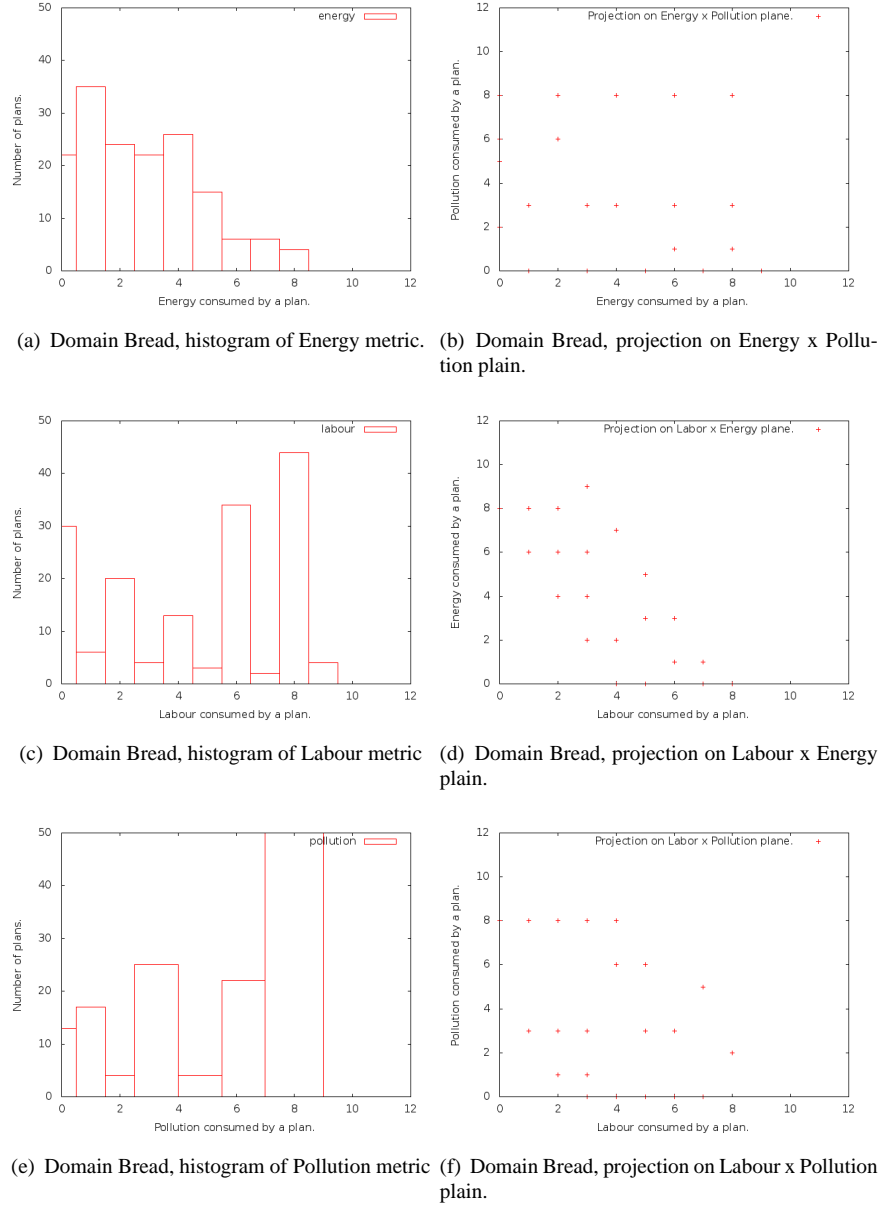 50
40
30
20
10
0
0 2 4 6 8 10 12
Number of plans.
Energy consumed by a plan.
energy
12
10
8
6
4
2
0
0 2 4 6 8 10 12
Pollution consumed by a plan.
Energy consumed by a plan.
Projection on Energy x Pollution plane.
(a) Domain Bread, histogram of Energy metric.
(b) Domain Bread, projection on Energy x Pollu-
tion plain.
50
40
30
20
10
0
0 2 4 6 8 10 12
Number of plans.
Labour consumed by a plan.
labour
12
10
8
6
4
2
0
0 2 4 6 8 10 12
Energy consumed by a plan.
Labour consumed by a plan.
Projection on Labor x Energy plane.
(c) Domain Bread, histogram of Labour metric
(d) Domain Bread, projection on Labour x Energy
plain.
50
40
30
20
10
0
0 2 4 6 8 10 12
Number of plans.
Pollution consumed by a plan.
pollution
12
10
8
6
4
2
0
0 2 4 6 8 10 12
Pollution consumed by a plan.
Labour consumed by a plan.
Projection on Labor x Pollution plane.
(e) Domain Bread, histogram of Pollution metric
(f) Domain Bread, projection on Labour x Pollution
plain.